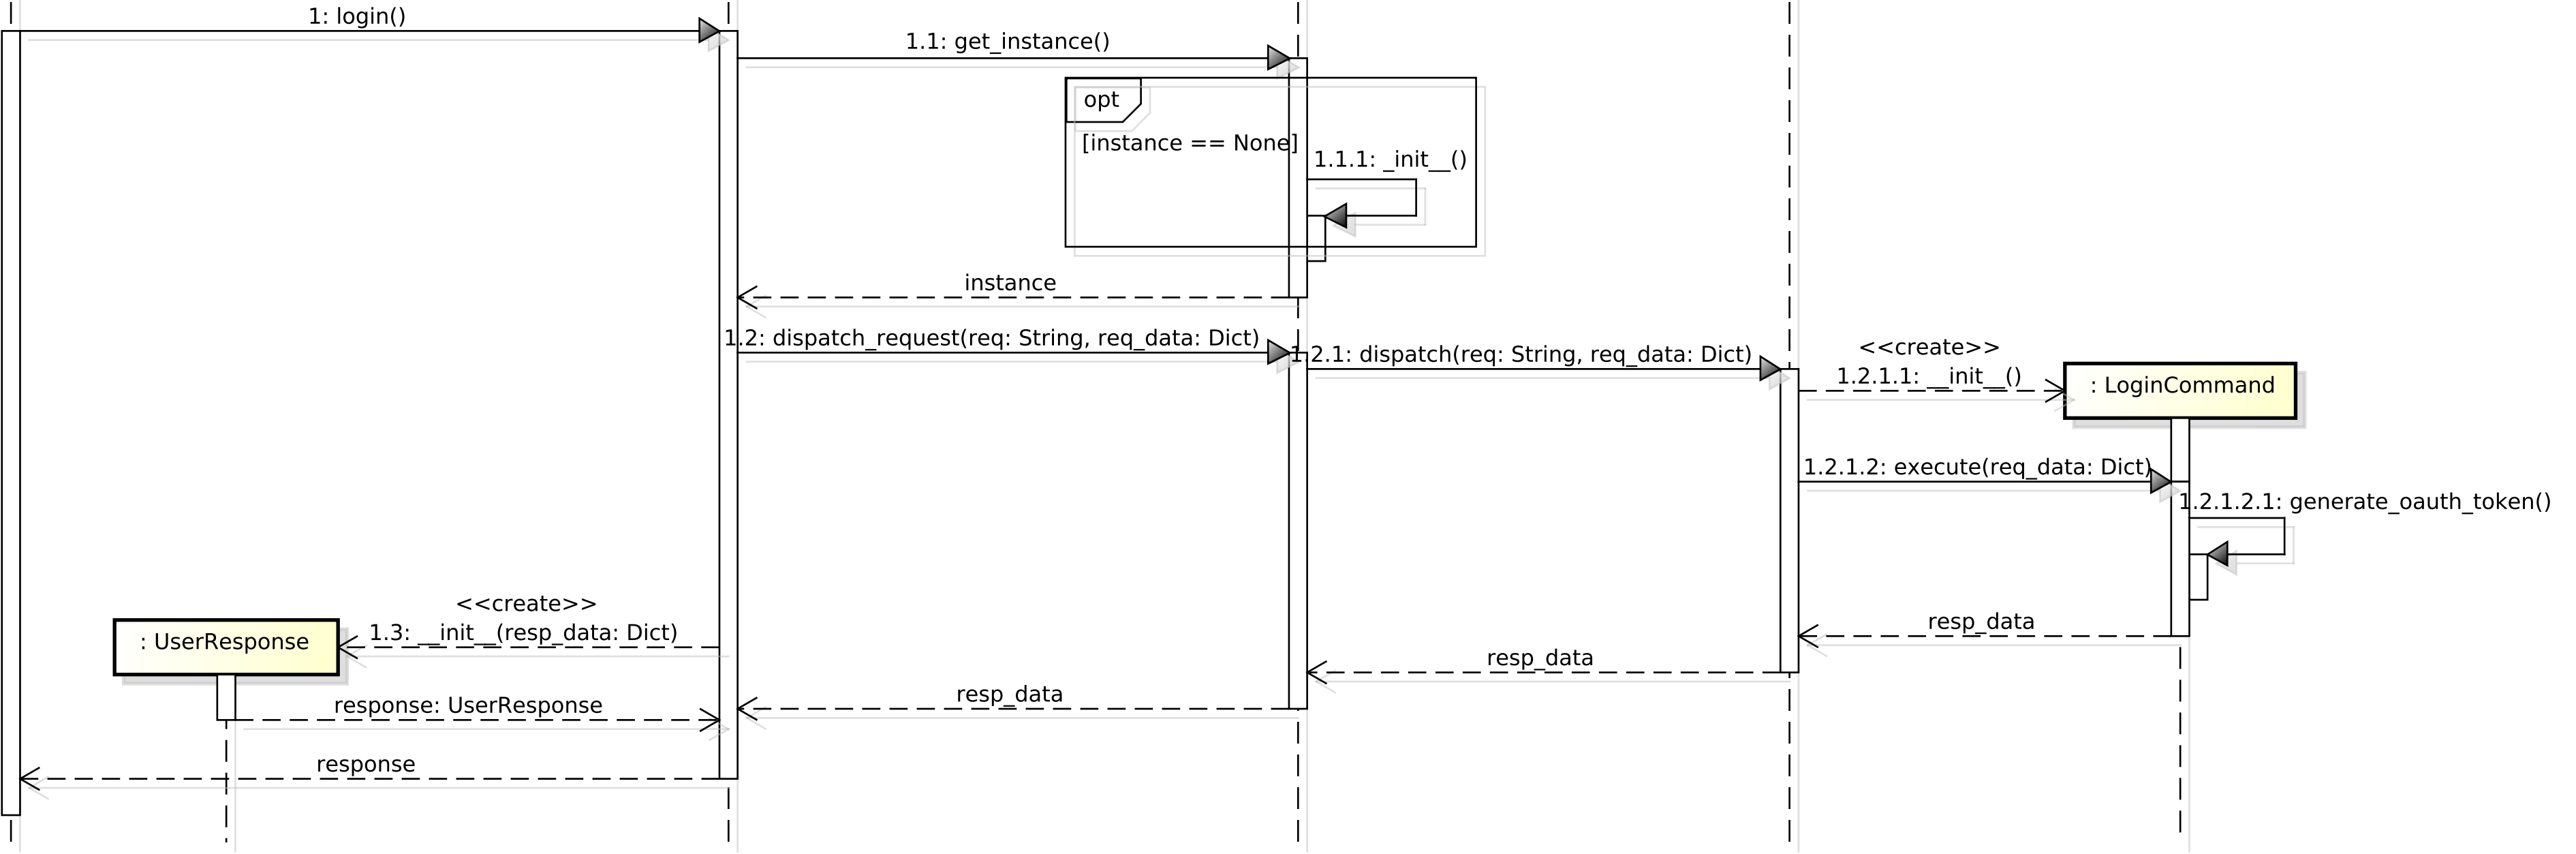 1: login()
1.1: get_instance()
opt
[instance == None]
1.1.1: _init__()
instance
1.2: dispatch_request(req: String, req_data: Dict)
1.2.1: dispatch(req: String, req_data: Dict)
<<create>>
1.2.1.1: __init__()
: LoginCommand
1.2.1.2: execute(req_data: Dict)
1.2.1.2.1: generate_oauth_token()
<<create>>
1.3: __init__(resp_data: Dict)
: UserResponse
resp_data
resp_data
resp_data
response: UserResponse
response